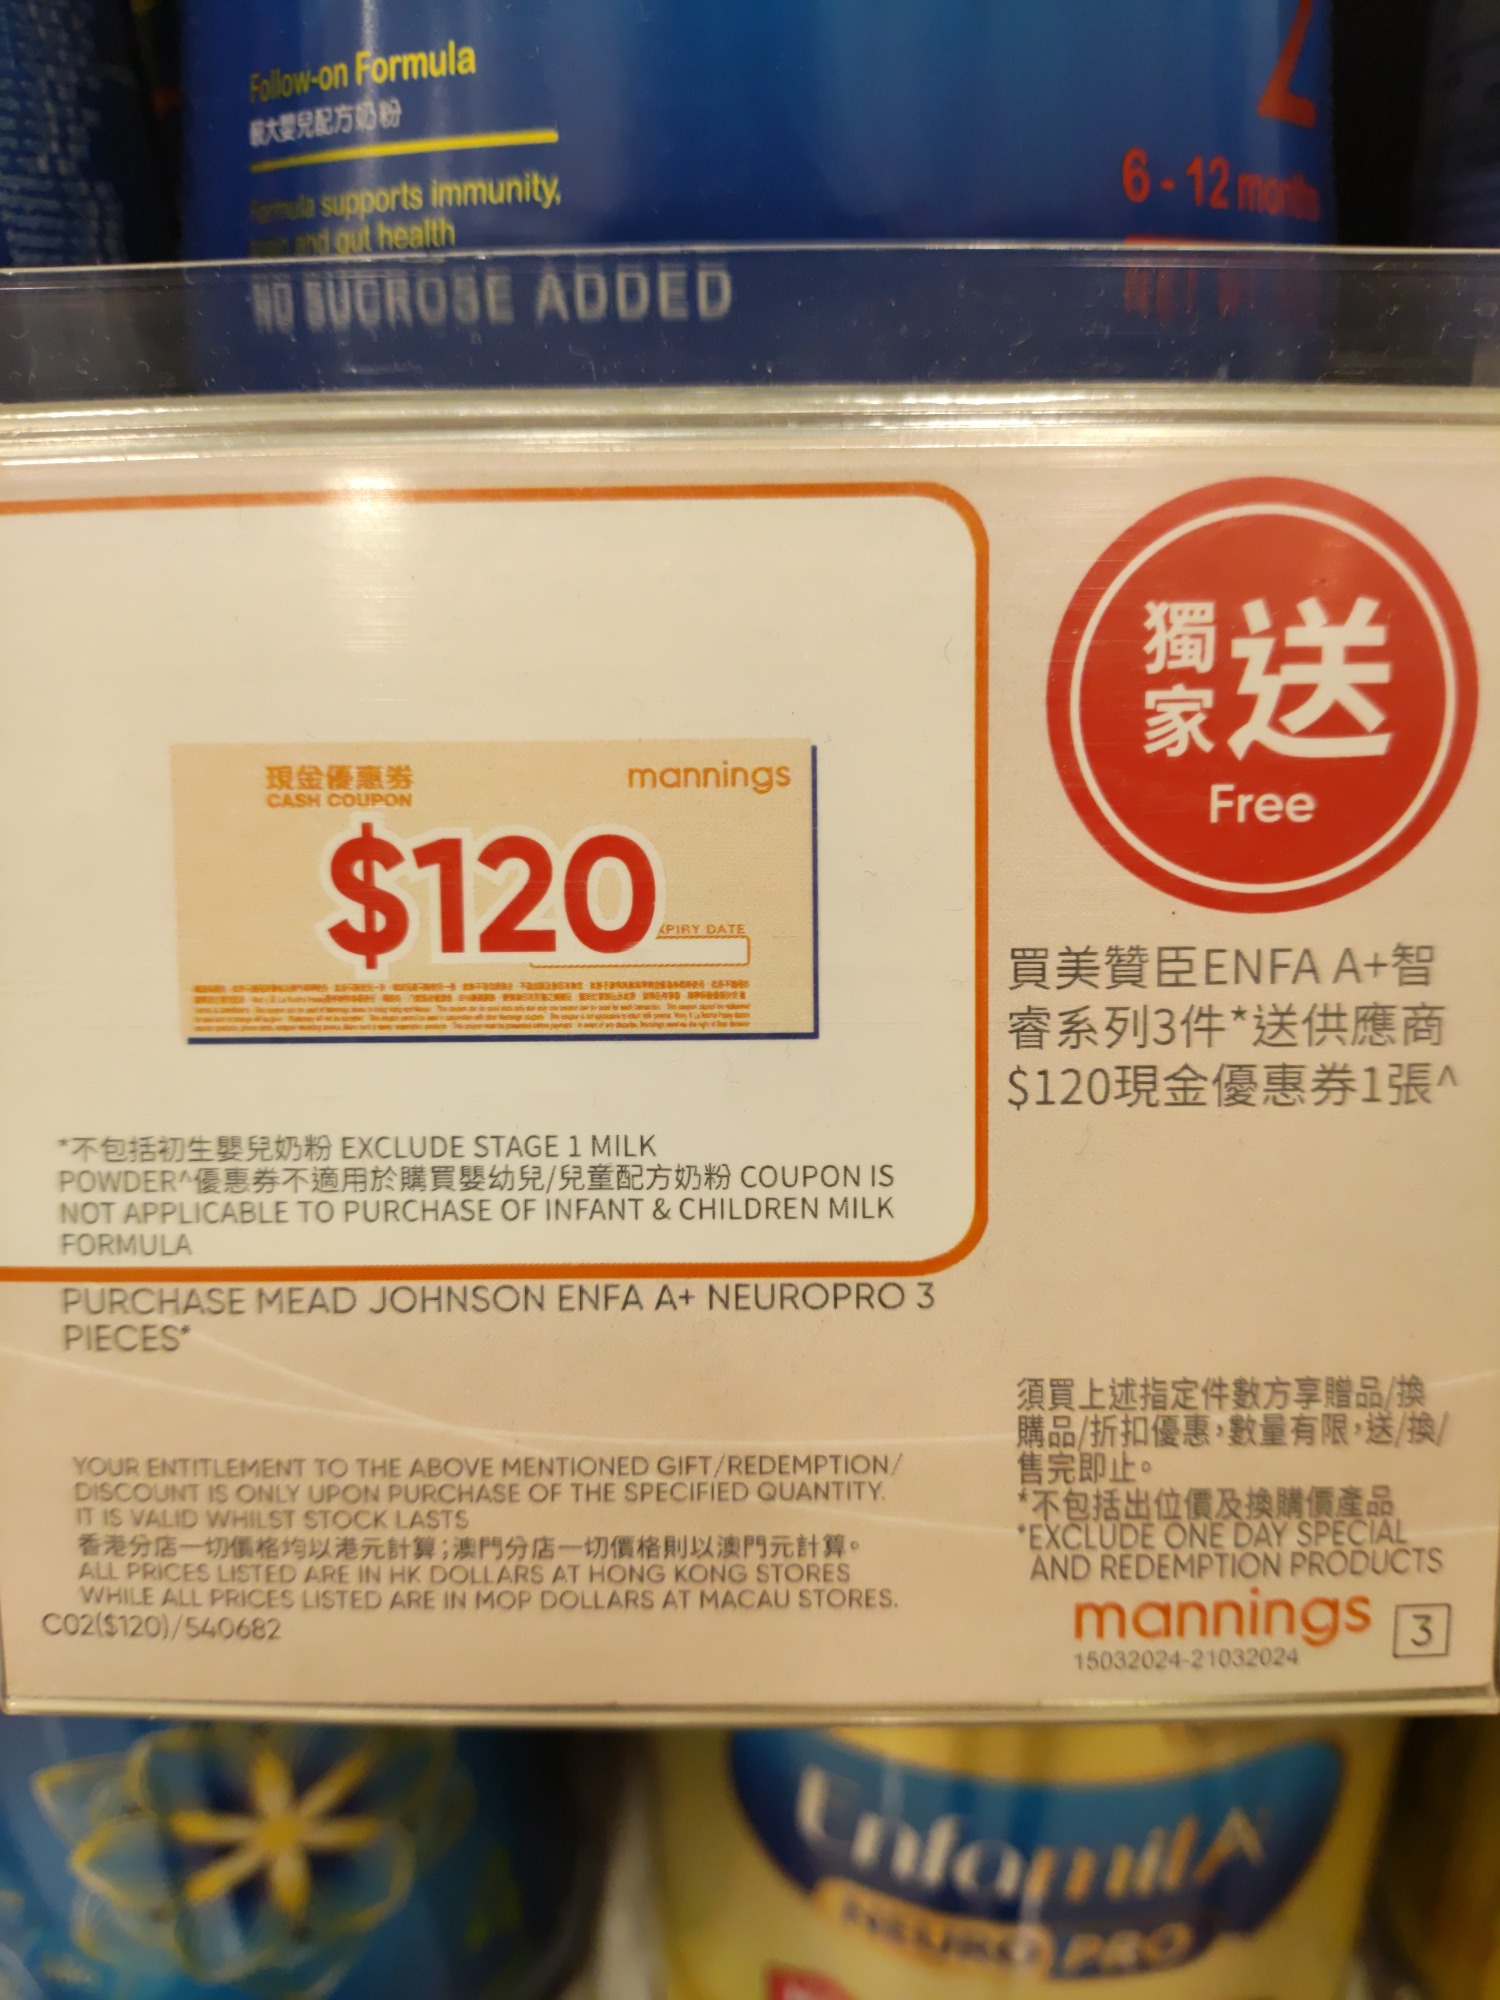 Follow-on Formula
較大嬰兒配方奶粉
Formula supports immunity,
and gut health
NO SUCROSE ADDED
2
6 - 12 months
現金優惠券
CASH COUPON
mannings
$120
XPIRY DATE
獨家送
Free
買美贊臣ENFA A+智
睿系列3件*送供應商
$120現金優惠券1張^
*不包括初生嬰兒奶粉 EXCLUDE STAGE 1 MILK
POWDER^優惠券不適用於購買嬰幼兒/兒童配方奶粉 COUPON IS
NOT APPLICABLE TO PURCHASE OF INFANT & CHILDREN MILK
FORMULA
PURCHASE MEAD JOHNSON ENFA A+ NEUROPRO 3
PIECES*
YOUR ENTITLEMENT TO THE ABOVE MENTIONED GIFT/REDEMPTION/
DISCOUNT IS ONLY UPON PURCHASE OF THE SPECIFIED QUANTITY.
IT IS VALID WHILST STOCK LASTS
香港分店一切價格均以港元計算;澳門分店一切價格則以澳門元計算。
ALL PRICES LISTED ARE IN HK DOLLARS AT HONG KONG STORES
WHILE ALL PRICES LISTED ARE IN MOP DOLLARS AT MACAU STORES.
C02($120)/540682
須買上述指定件數方享贈品/換
購品/折扣優惠,數量有限,送/換/
售完即止。
*不包括出位價及換購價產品
*EXCLUDE ONE DAY SPECIAL
AND REDEMPTION PRODUCTS
mannings 3
15032024-21032024
Enfamil A
NEURO PRO